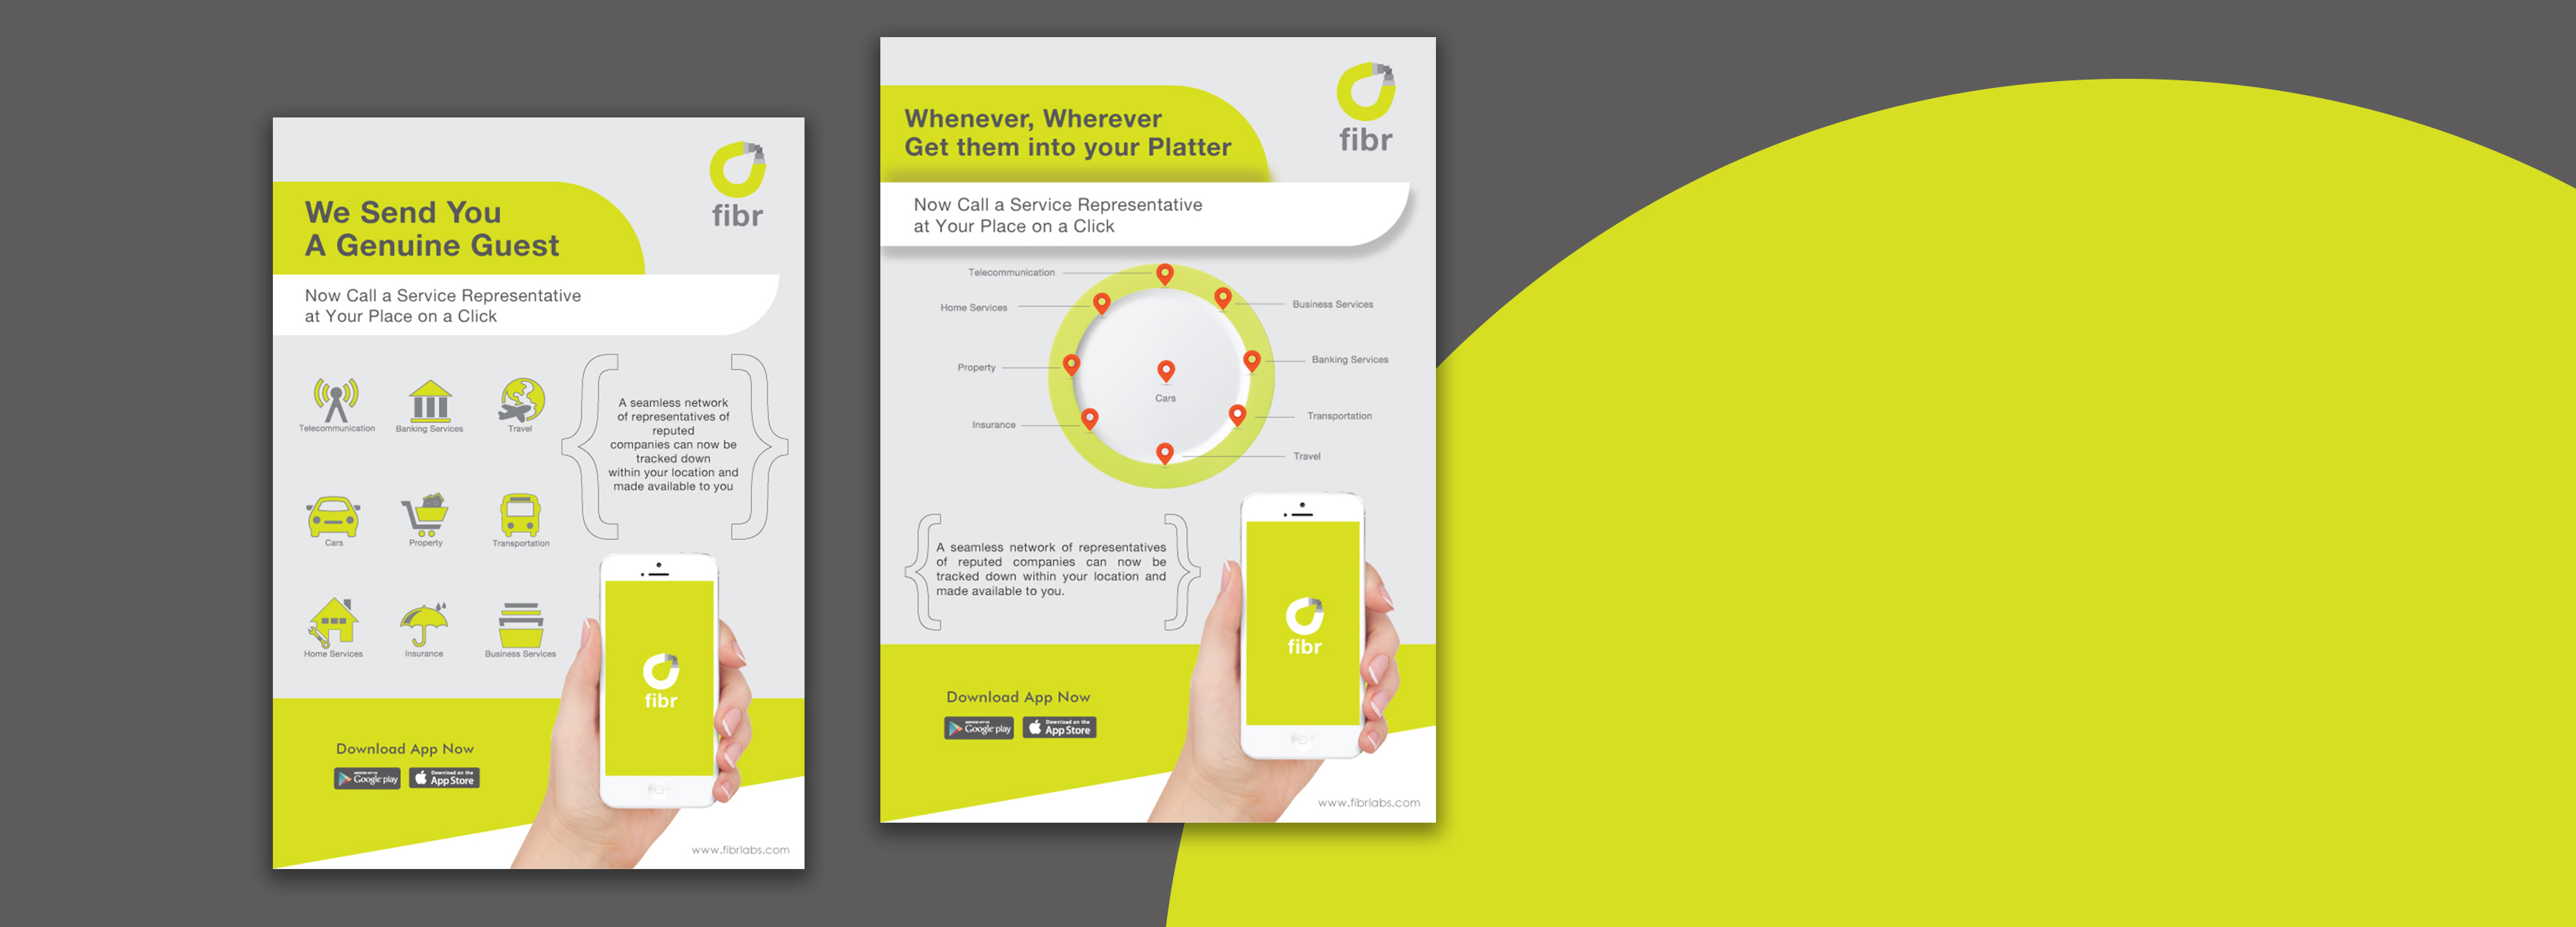 fibr
We Send You
A Genuine Guest
Now Call a Service Representative
at Your Place on a Click
Telecommunication
Banking Services
Travel
Cars
Property
Transportation
Home Services
Insurance
Business Services
A seamless network
of representatives of
reputed
companies can now be
tracked down
within your location and
made available to you
fibr
Download App Now
Google play
Download on the
App Store
www.fibrlabs.com
fibr
Whenever, Wherever
Get them into your Platter
Now Call a Service Representative
at Your Place on a Click
Telecommunication
Home Services
Business Services
Property
Banking Services
Cars
Insurance
Transportation
Travel
A seamless network of representatives
of reputed companies can now be
tracked down within your location and
made available to you.
fibr
Download App Now
Google play
Download on the
App Store
www.fibrlabs.com